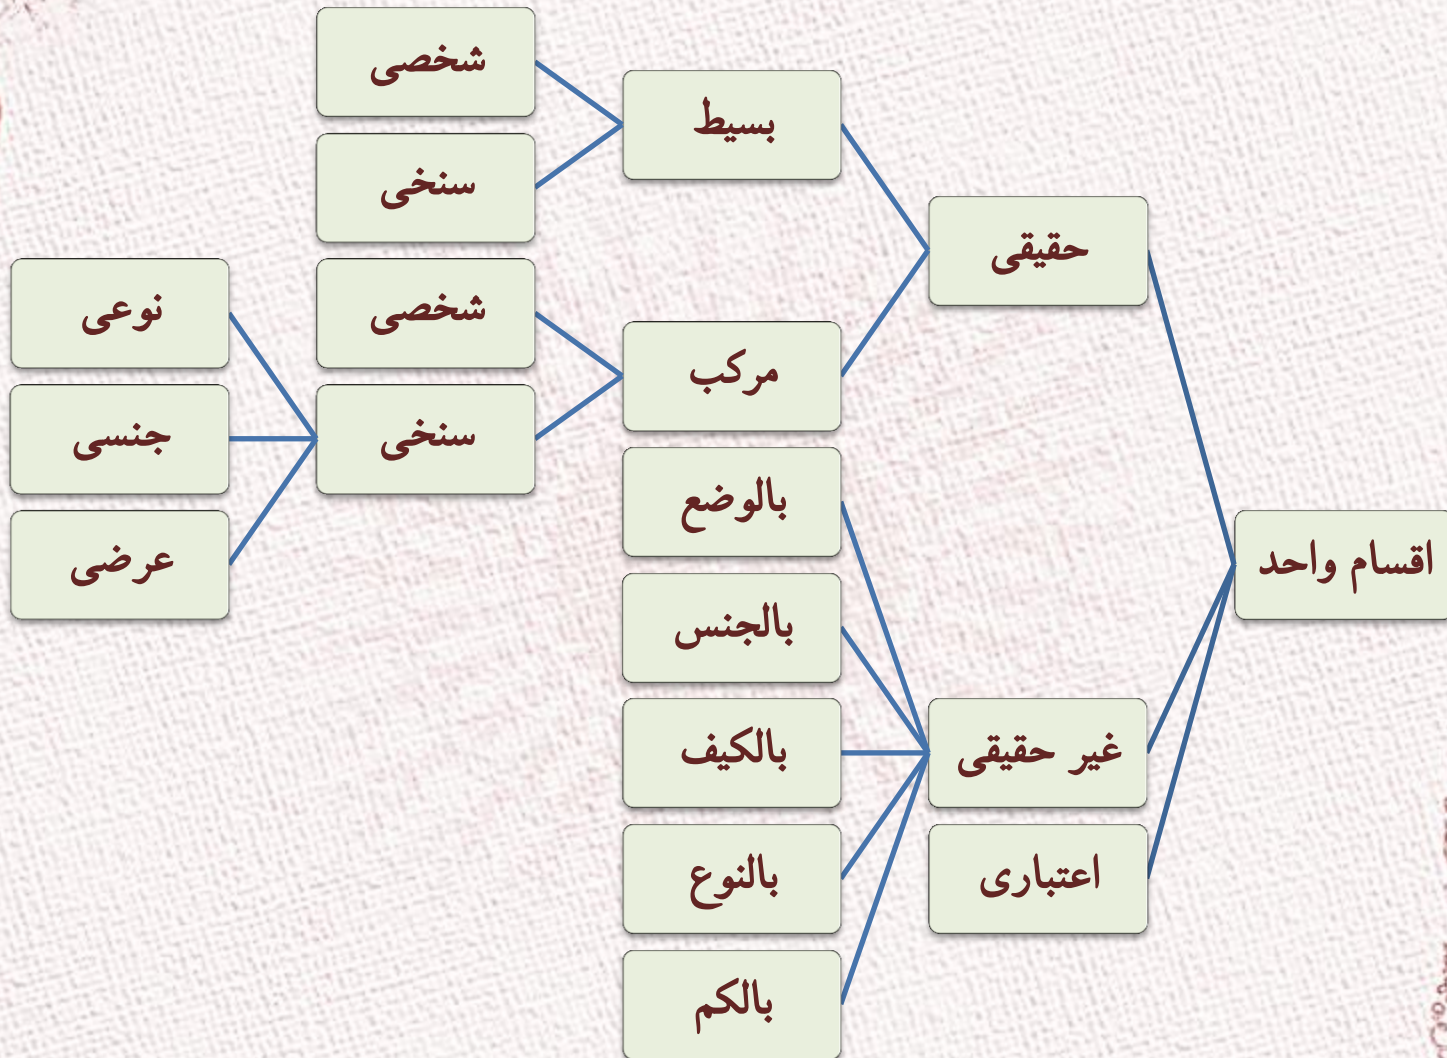 اقسام واحد
حقیقی
غیر حقیقی
اعتباری
بسیط
مرکب
بالوضع
بالجنس
بالکیف
بالنوع
بالکم
شخصی
سنخی
شخصی
سنخی
نوعی
جنسی
عرضی